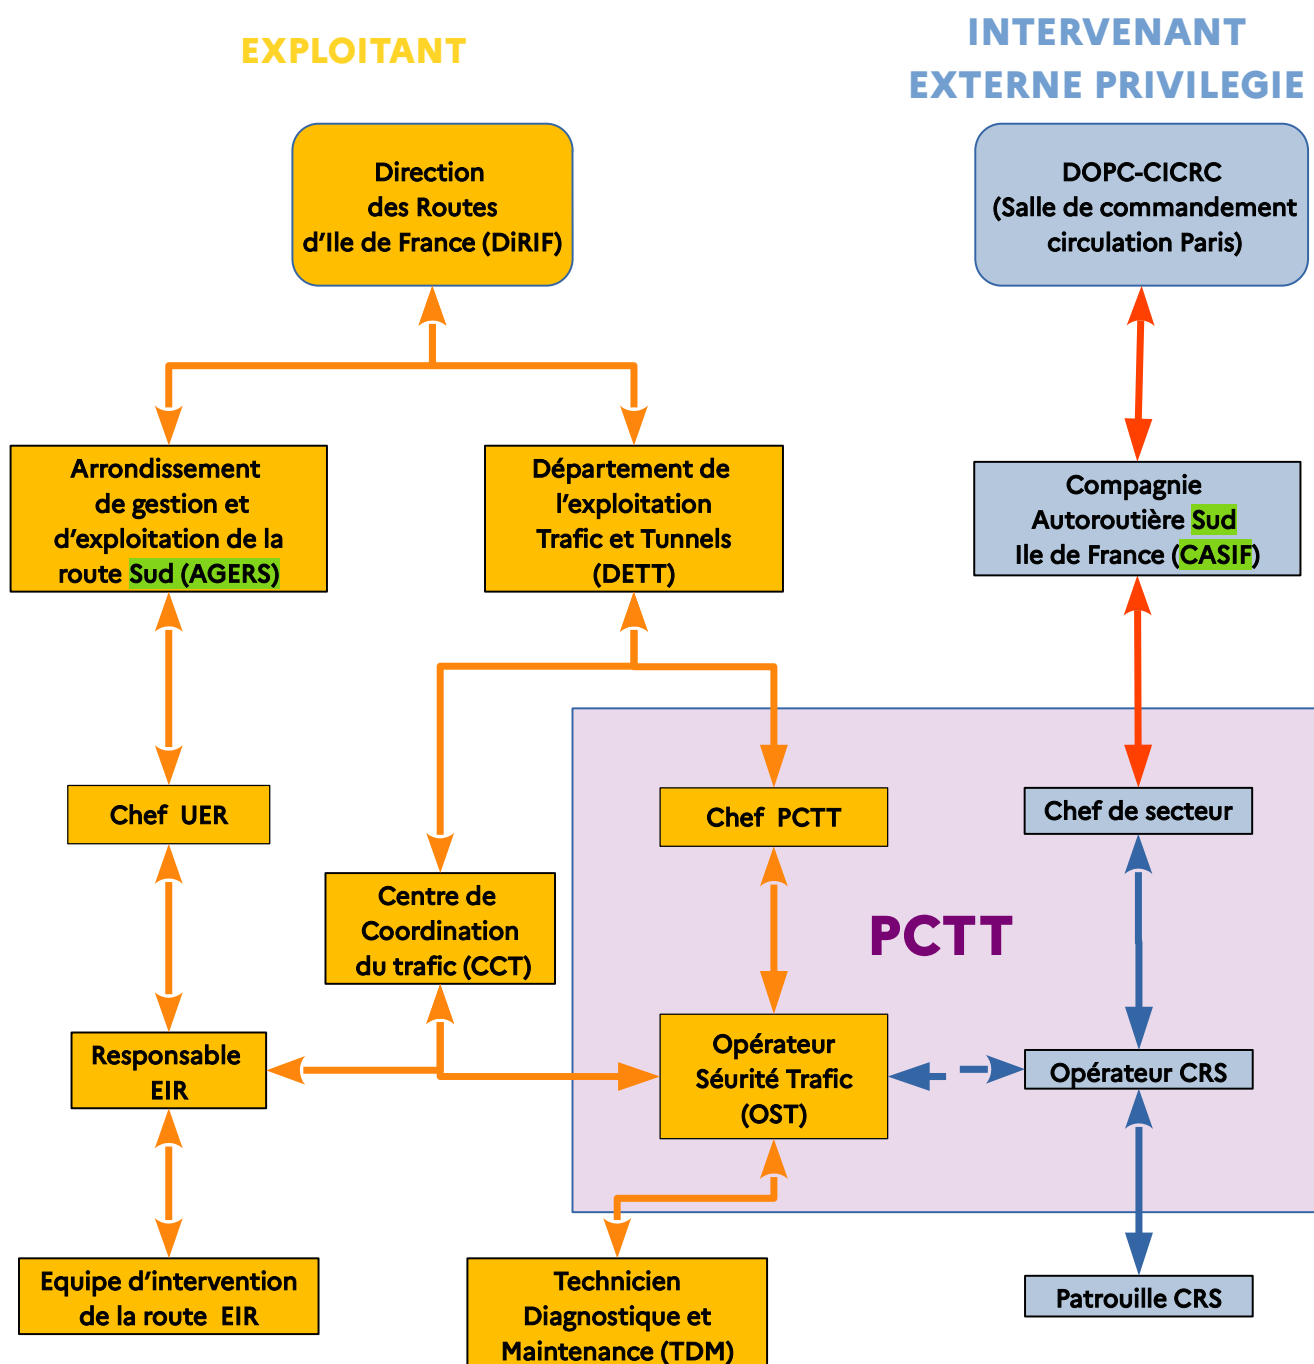 EXPLOITANT
INTERVENANT
EXTERNE PRIVILEGIE
Direction
des Routes
d'Ile de France (DiRIF)
DOPC-CICRC
(Salle de commandement
circulation Paris)
Arrondissement
de gestion et
d'exploitation de la
route Sud (AGERS)
Département de
l'exploitation
Trafic et Tunnels
(DETT)
Compagnie
Autoroutière Sud
Ile de France (CASIF)
Chef UER
Chef PCTT
Chef de secteur
Centre de
Coordination
du trafic (CCT)
PCTT
Responsable
EIR
Opérateur
Séurité Trafic
(OST)
Opérateur CRS
Equipe d'intervention
de la route EIR
Technicien
Diagnostique et
Maintenance (TDM)
Patrouille CRS